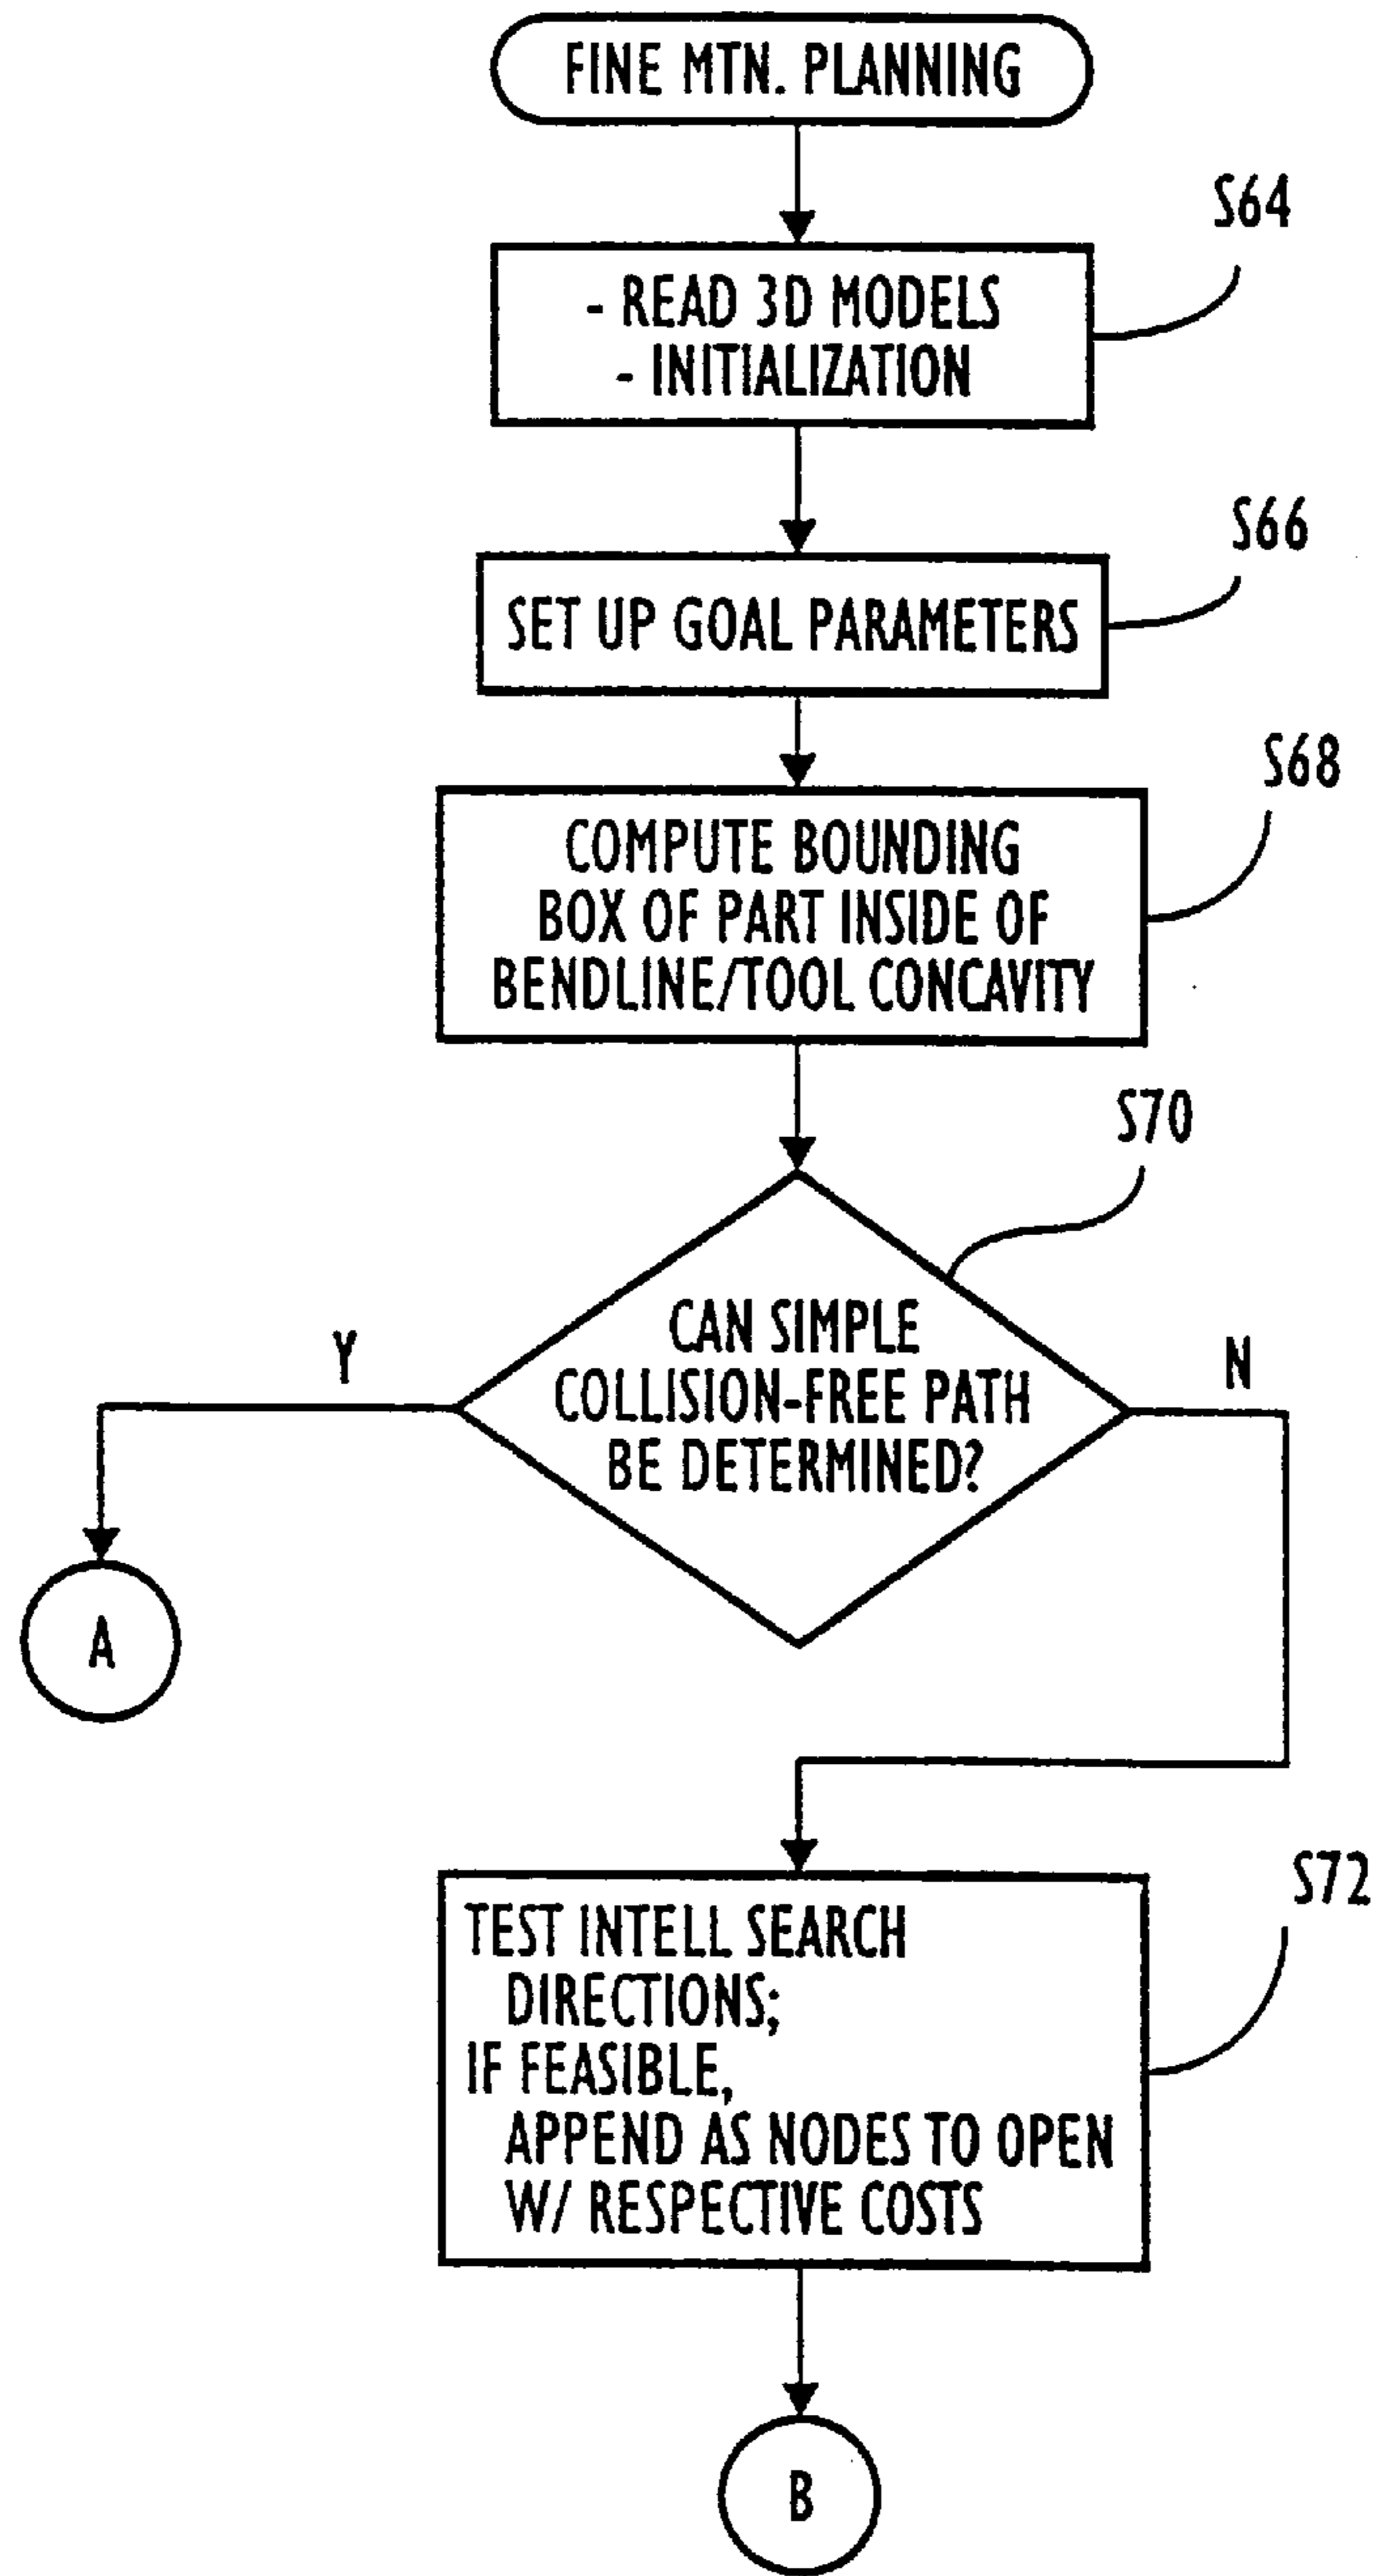 FINE MTN. PLANNING
S64
- READ 3D MODELS
- INITIALIZATION
S66
SET UP GOAL PARAMETERS
S68
COMPUTE BOUNDING
BOX OF PART INSIDE OF
BENDLINE/TOOL CONCAVITY
S70
CAN SIMPLE
COLLISION-FREE PATH
BE DETERMINED?
Y
N
A
S72
TEST INTELL SEARCH
DIRECTIONS;
IF FEASIBLE,
APPEND AS NODES TO OPEN
W/ RESPECTIVE COSTS
B